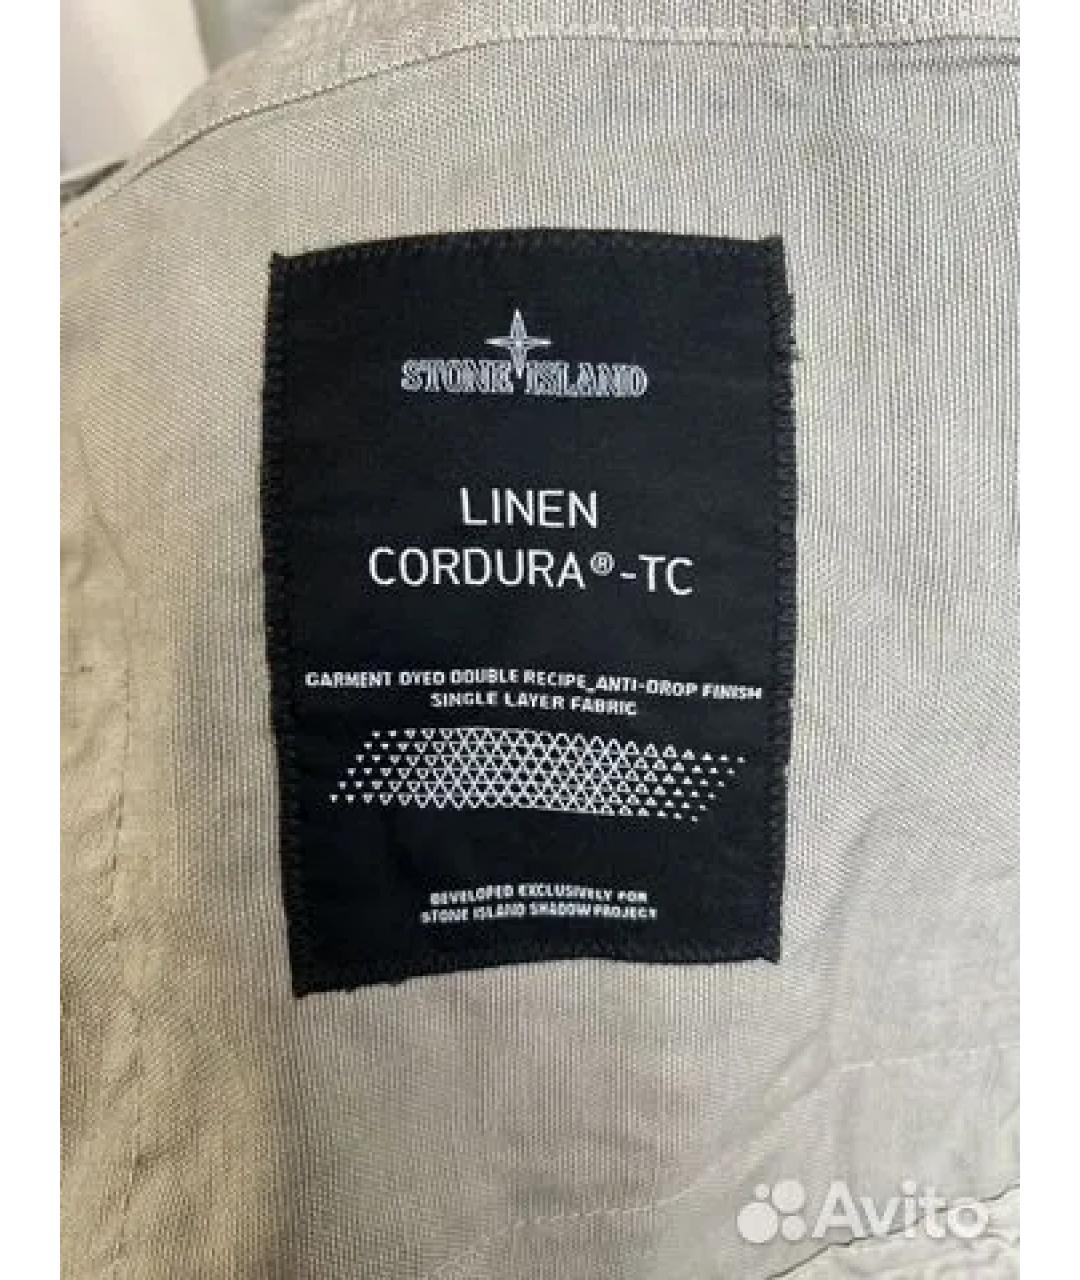 STONE ISLAND
LINEN
CORDURA®-TC
GARMENT DYED DOUBLE RECIPE_ANTI-DROP FINISH
SINGLE LAYER FABRIC
DEVELOPED EXCLUSIVELY FOR
STONE ISLAND SHADOW PROJECT
Avito